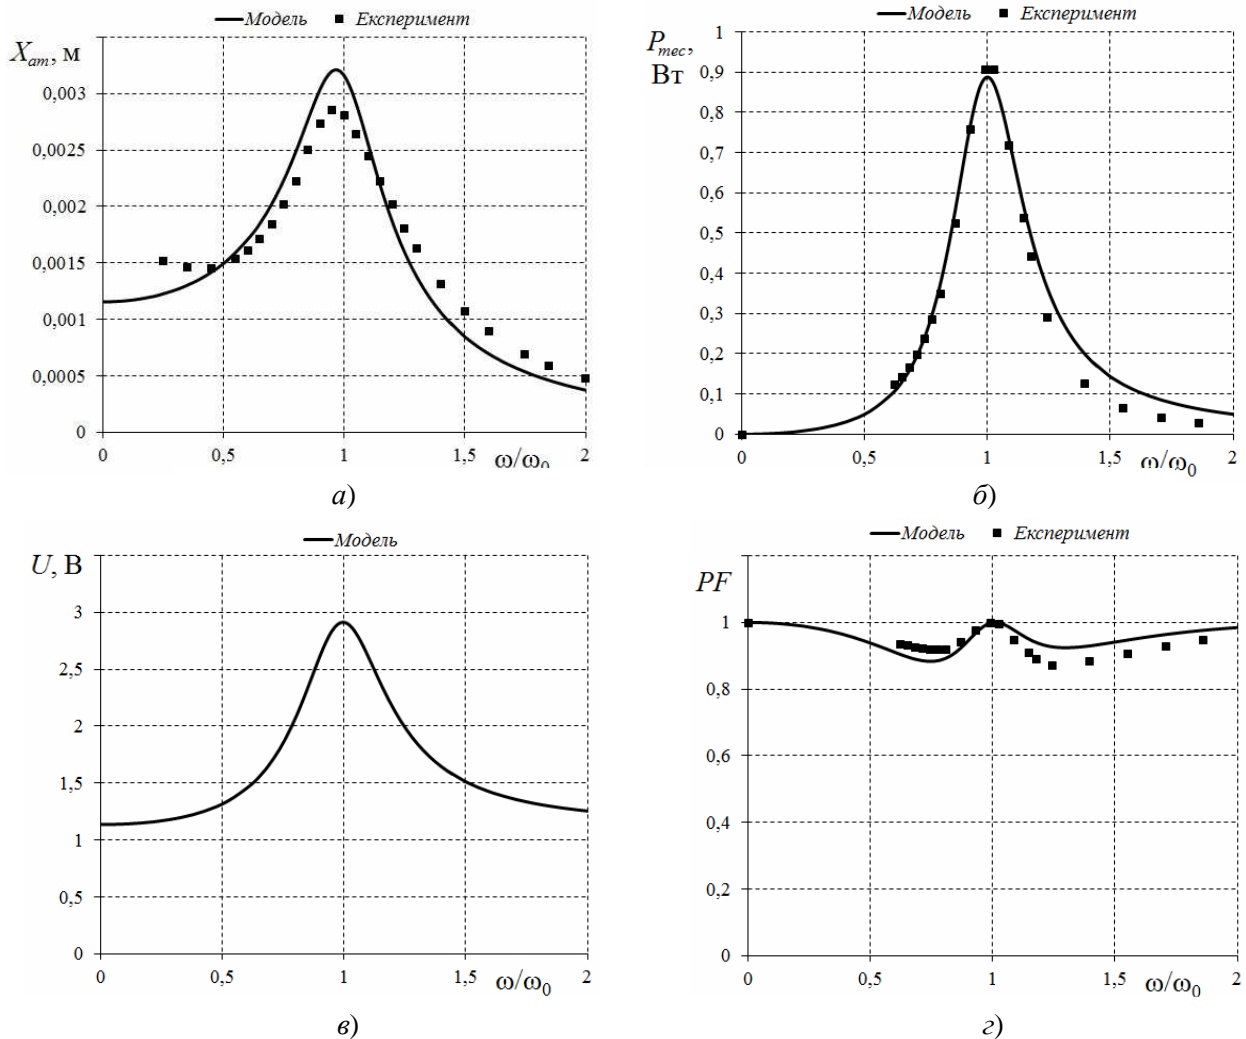 Модель Експеримент
X_am, м
0,003
0,0025
0,002
0,0015
0,001
0,0005
0
0 0,5 1 1,5 ω/ω₀ 2
а)
Модель Експеримент
P_mec,
Вт
1
0,9
0,8
0,7
0,6
0,5
0,4
0,3
0,2
0,1
0
0 0,5 1 1,5 ω/ω₀ 2
б)
Модель
U, В
3
2,5
2
1,5
1
0,5
0
0 0,5 1 1,5 ω/ω₀ 2
в)
Модель Експеримент
PF
1
0,8
0,6
0,4
0,2
0
0 0,5 1 1,5 ω/ω₀ 2
г)